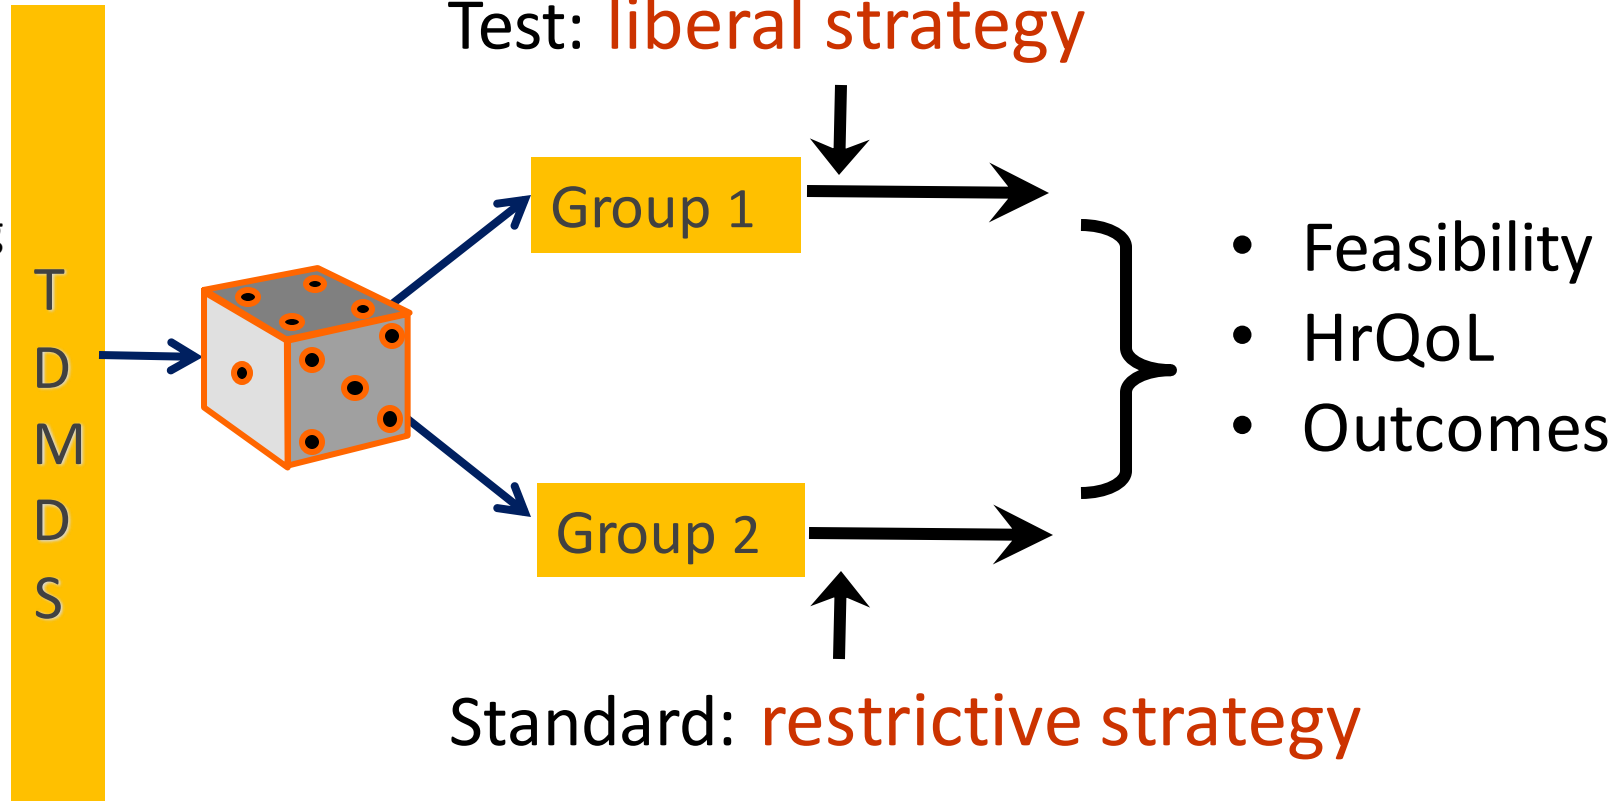 Test: liberal strategy
T
D
M
D
S
Group 1
Group 2
• Feasibility
• HrQoL
• Outcomes
Standard: restrictive strategy